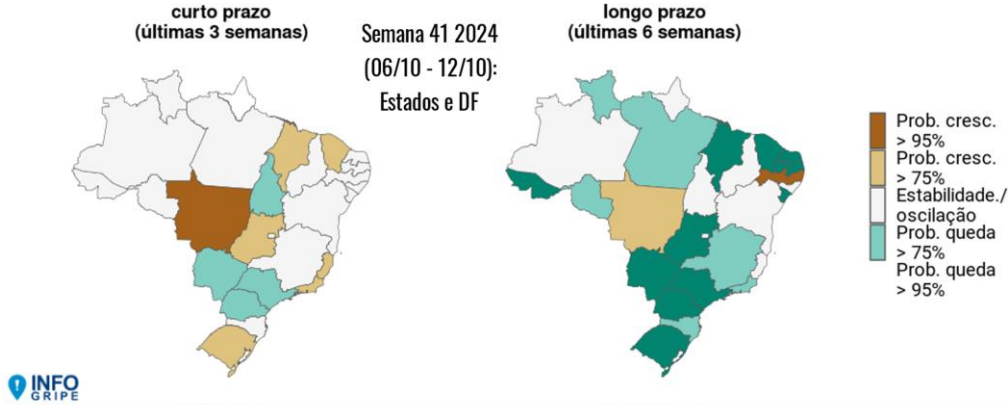 curto prazo
(últimas 3 semanas)
Semana 41 2024
(06/10 - 12/10):
Estados e DF
longo prazo
(últimas 6 semanas)
Prob. cresc.
> 95%
Prob. cresc.
> 75%
Estabilidade./
oscilação
Prob. queda
> 75%
Prob. queda
> 95%
INFO
GRIPE